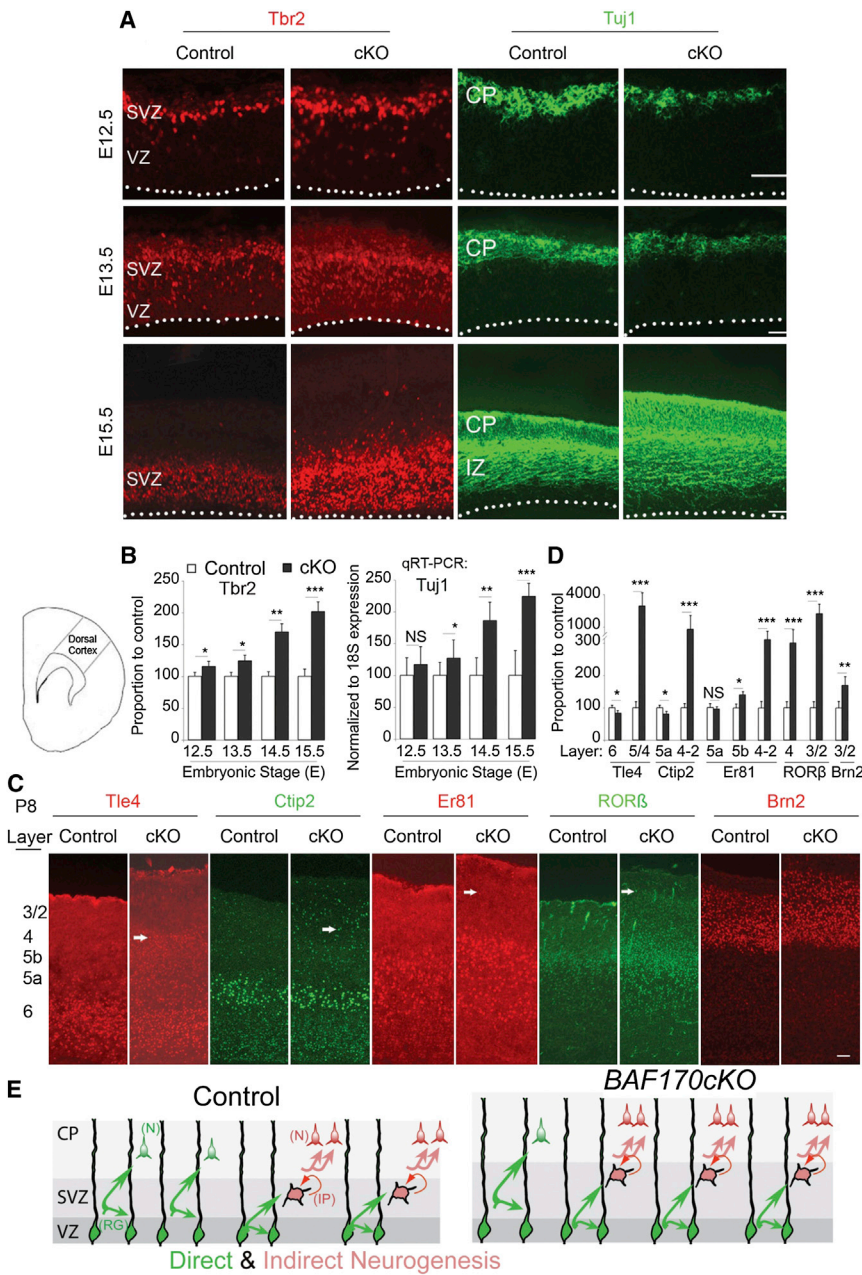 A
Tbr2 Tuj1
Control cKO Control cKO
E12.5
SVZ
VZ
CP
E13.5
SVZ
VZ
CP
E15.5
SVZ
CP
IZ
Dorsal
Cortex
B
Control cKO
Tbr2
Proportion to control
250
200
150
100
50
0
* * ** ***
12.5 13.5 14.5 15.5
Embryonic Stage (E)
qRT-PCR:
Tuj1
Normalized to 18S expression
250
200
150
100
50
0
NS * ** ***
12.5 13.5 14.5 15.5
Embryonic Stage (E)
D
Proportion to control
4000
1000
300
200
100
0
* *** * *** NS * *** *** *** **
Layer: 6 5/4 5a 4-2 5a 5b 4-2 4 3/2 3/2
Tle4 Ctip2 Er81 RORβ Brn2
C
P8 Tle4 Ctip2 Er81 RORß Brn2
Layer Control cKO Control cKO Control cKO Control cKO Control cKO
3/2
4
5b
5a
6
E
Control
BAF170cKO
CP
SVZ
VZ
(N)
(RG)
(N)
(IP)
Direct & Indirect Neurogenesis